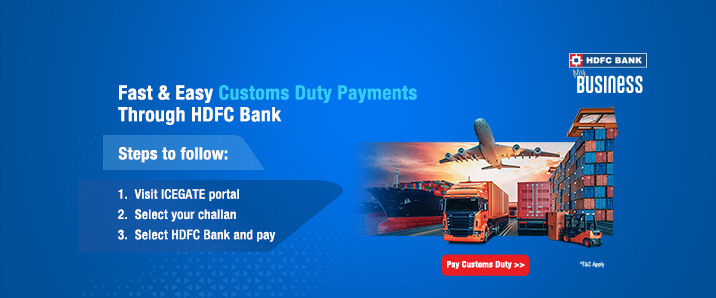 HDFC BANK
My
BUSINESS
Fast & Easy Customs Duty Payments
Through HDFC Bank
Steps to follow:
1. Visit ICEGATE portal
2. Select your challan
3. Select HDFC Bank and pay
Pay Customs Duty >>
*T&C Apply